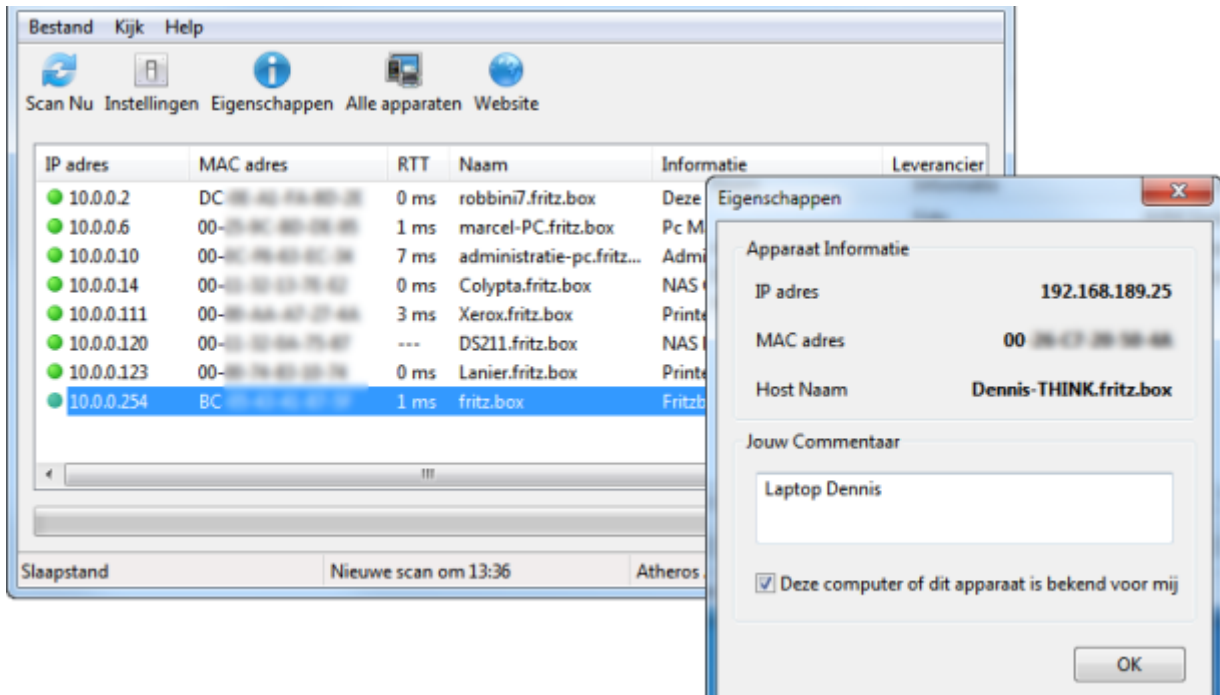 Bestand Kijk Help
Scan Nu Instellingen Eigenschappen Alle apparaten Website
IP adres MAC adres RTT Naam Informatie Leverancier
10.0.0.2 DC 0 ms robbini7.fritz.box Deze
10.0.0.6 00- 1 ms marcel-PC.fritz.box Pc M
10.0.0.10 00- 7 ms administratie-pc.fritz... Admi
10.0.0.14 00- 0 ms Colypta.fritz.box NAS
10.0.0.111 00- 3 ms Xerox.fritz.box Printe
10.0.0.120 00- --- DS211.fritz.box NAS
10.0.0.123 00- 0 ms Lanier.fritz.box Printe
10.0.0.254 BC 1 ms fritz.box Fritzb
Slaapstand Nieuwe scan om 13:36 Atheros
Eigenschappen
Apparaat Informatie
IP adres 192.168.189.25
MAC adres 00
Host Naam Dennis-THINK.fritz.box
Jouw Commentaar
Laptop Dennis
Deze computer of dit apparaat is bekend voor mij
OK